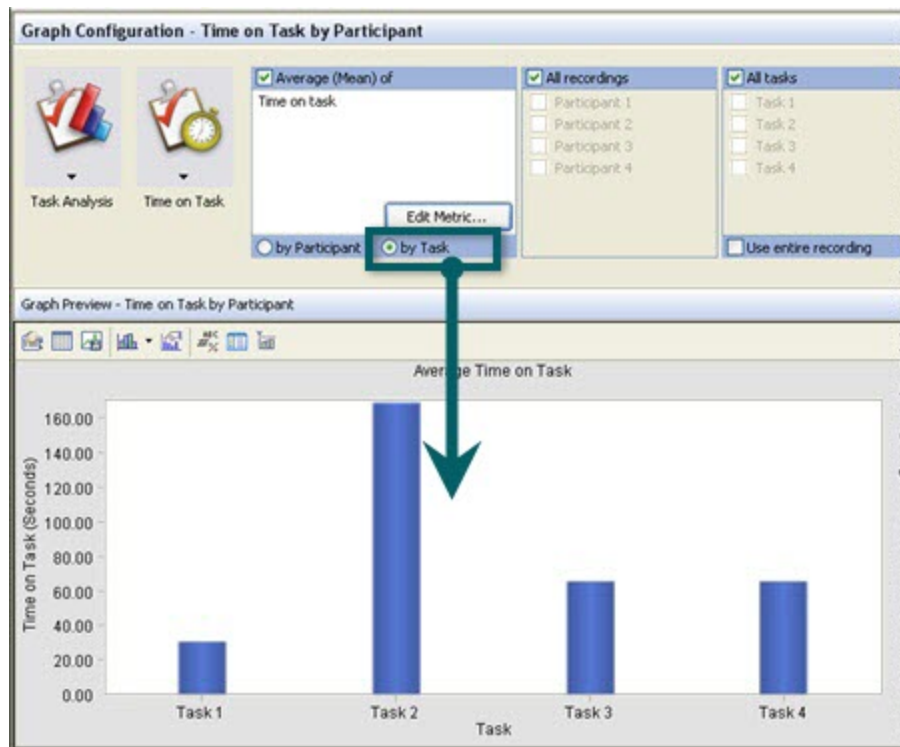 Graph Configuration - Time on Task by Participant
Average (Mean) of
All recordings
All tasks
Time on task
Participant 1
Task 1
Participant 2
Task 2
Participant 3
Task 3
Participant 4
Task 4
Task Analysis
Time on Task
Edit Metric...
by Participant
by Task
Use entire recording
Graph Preview - Time on Task by Participant
Average Time on Task
Time on Task (Seconds)
160.00
140.00
120.00
100.00
80.00
60.00
40.00
20.00
0.00
Task 1
Task 2
Task 3
Task 4
Task